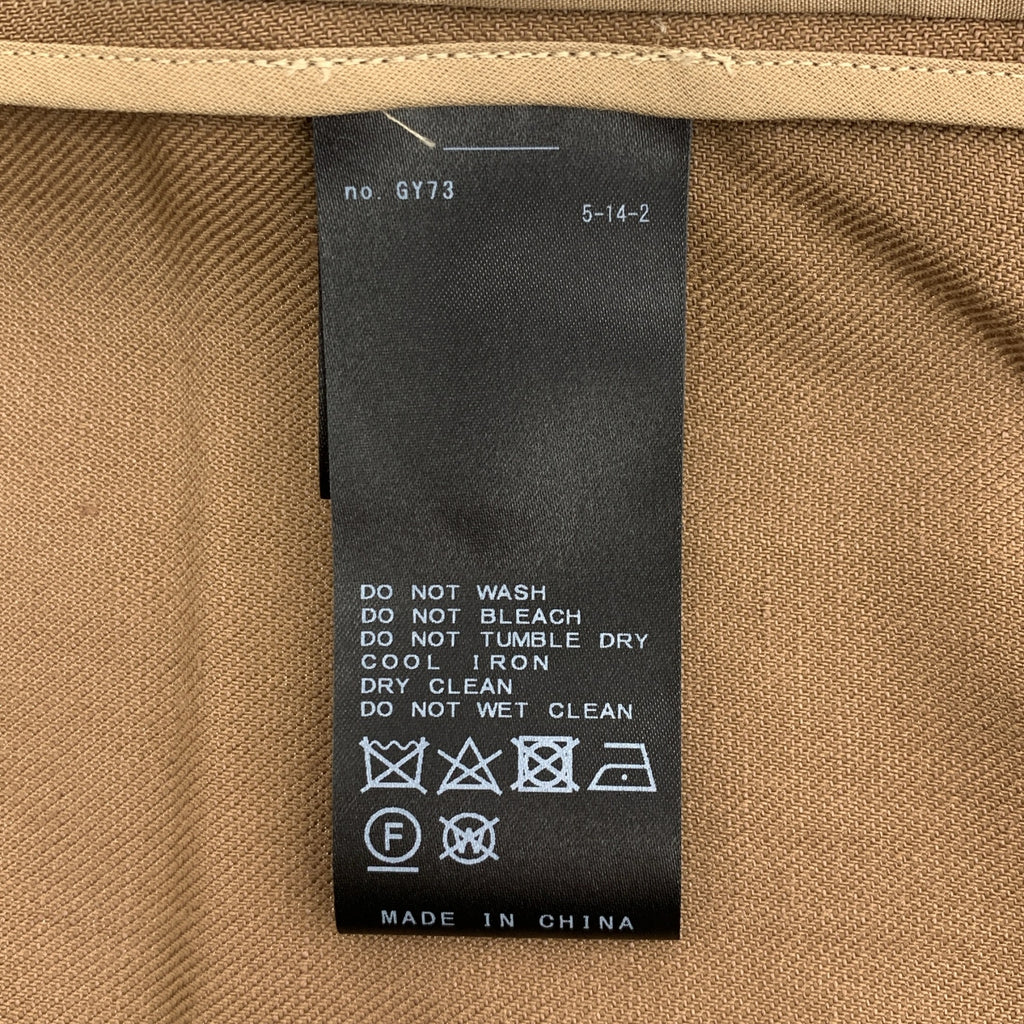 no. GY73
5-14-2
DO NOT WASH
DO NOT BLEACH
DO NOT TUMBLE DRY
COOL IRON
DRY CLEAN
DO NOT WET CLEAN
F W
MADE IN CHINA